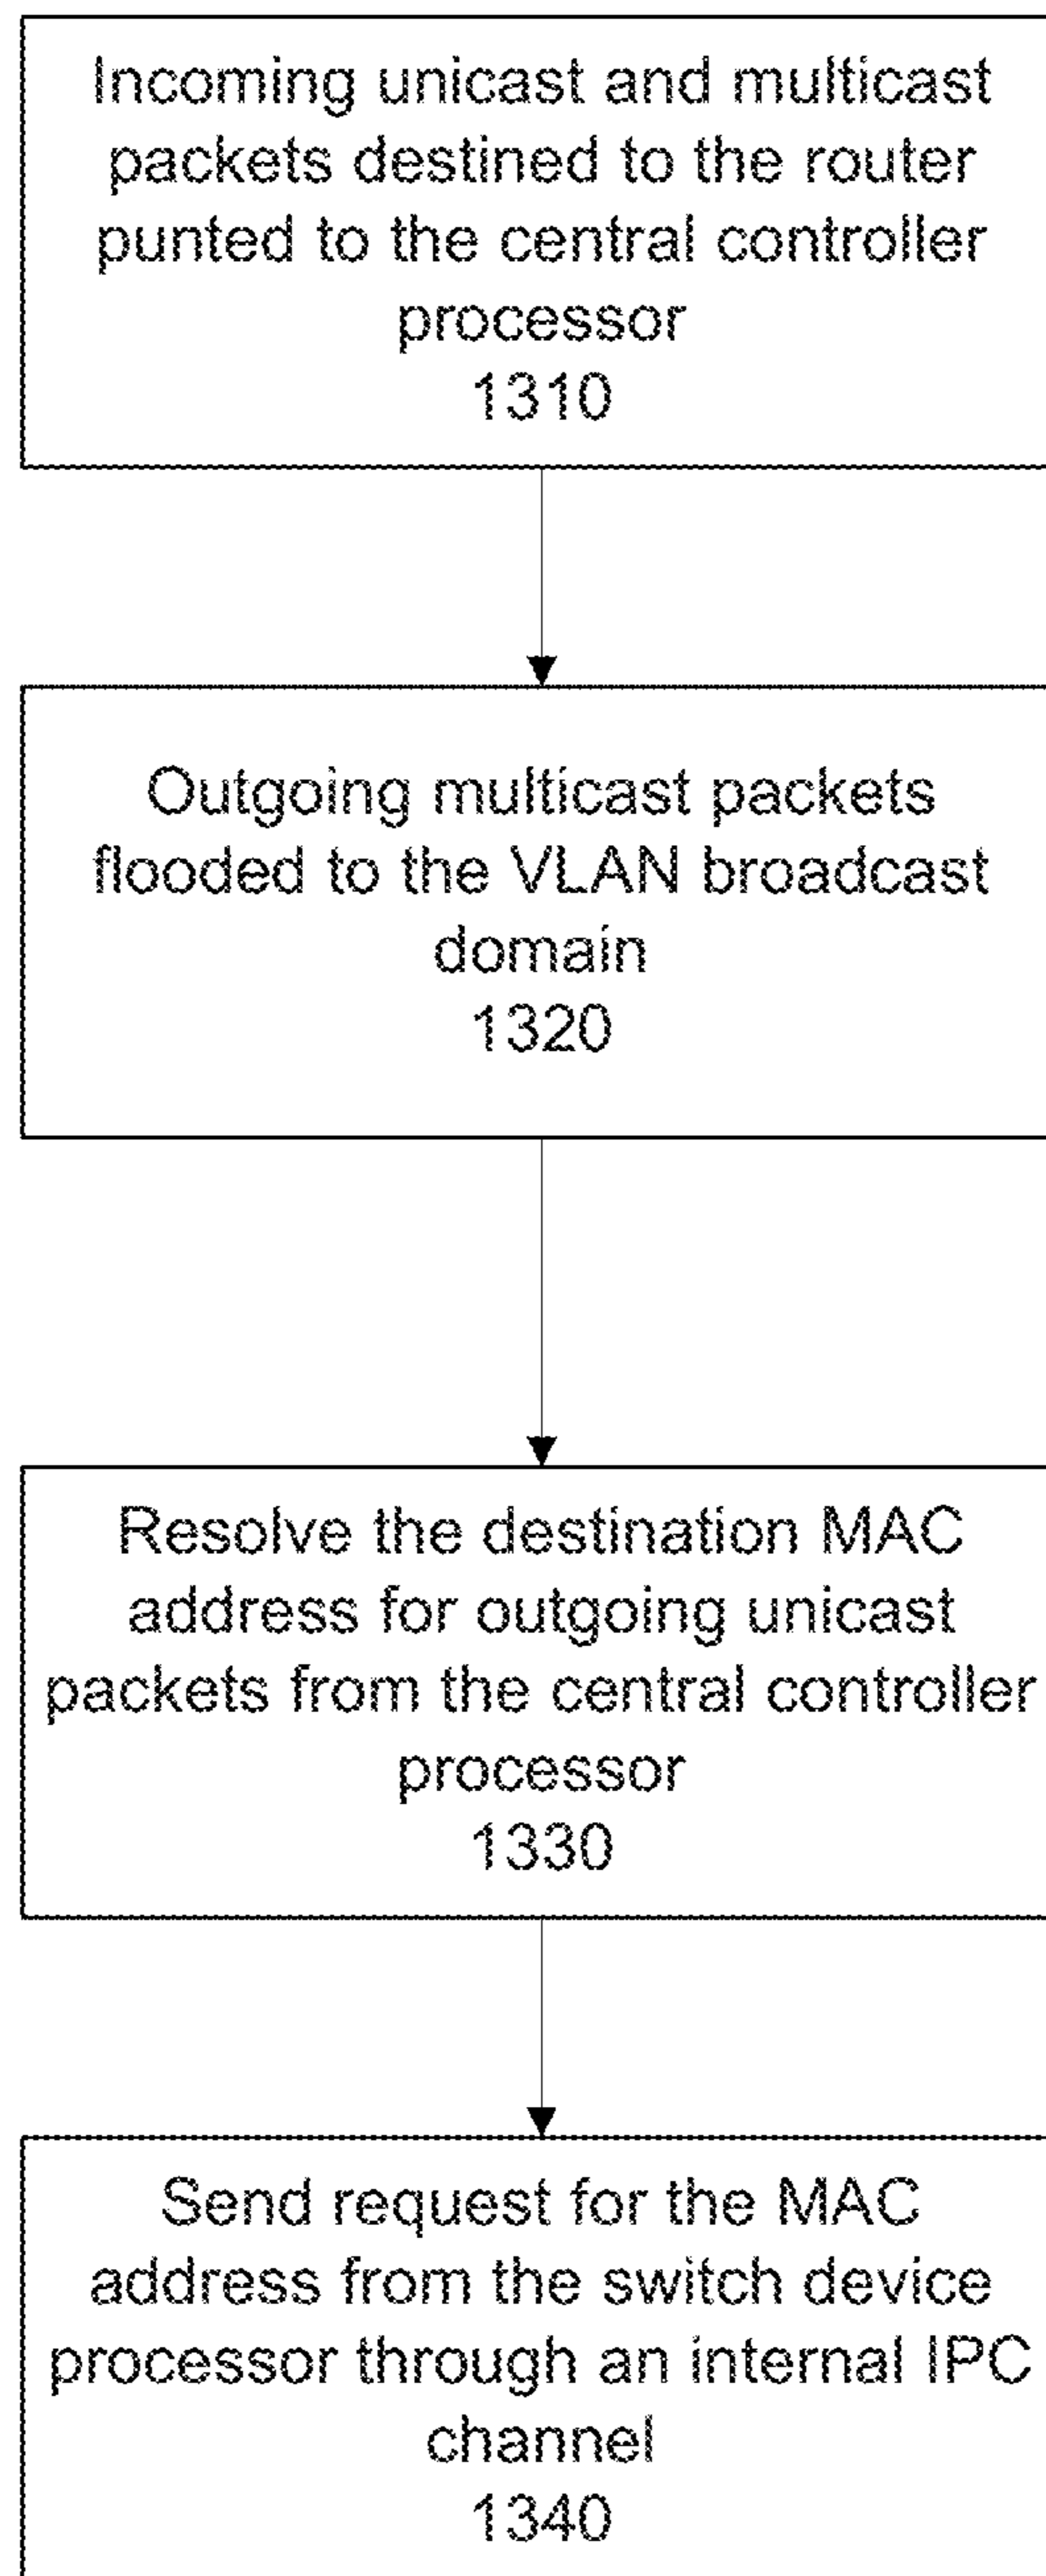 Incoming unicast and multicast
packets destined to the router
punted to the central controller
processor
1310
Outgoing multicast packets
flooded to the VLAN broadcast
domain
1320
Resolve the destination MAC
address for outgoing unicast
packets from the central controller
processor
1330
Send request for the MAC
address from the switch device
processor through an internal IPC
channel
1340